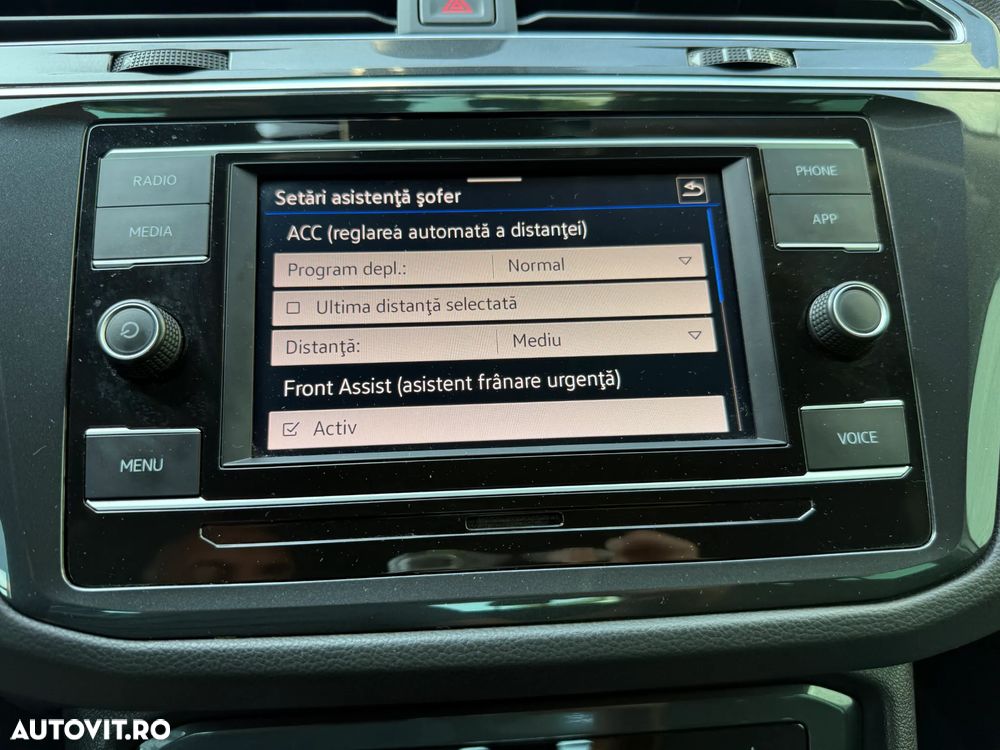 RADIO
MEDIA
MENU
PHONE
APP
VOICE
Setări asistenţă şofer
ACC (reglarea automată a distanţei)
Program depl.: Normal
Ultima distanţă selectată
Distanţă: Mediu
Front Assist (asistent frânare urgenţă)
Activ
AUTOVIT.RO